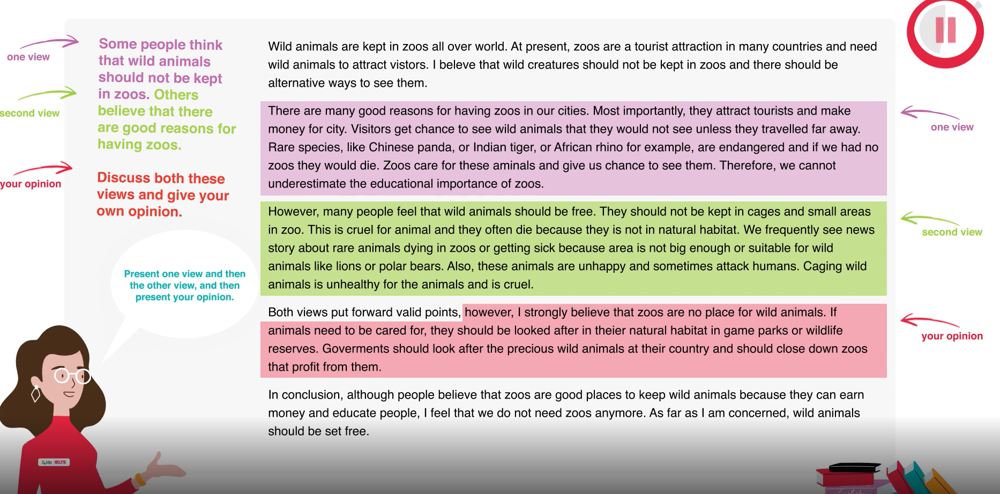 one view
second view
your opinion
Some people think
that wild animals
should not be kept
in zoos. Others
believe that there
are good reasons for
having zoos.
Discuss both these
views and give your
own opinion.
Present one view and then
the other view, and then
present your opinion.
Wild animals are kept in zoos all over world. At present, zoos are a tourist attraction in many countries and need
wild animals to attract vistors. I beleve that wild creatures should not be kept in zoos and there should be
alternative ways to see them.
There are many good reasons for having zoos in our cities. Most importantly, they attract tourists and make
money for city. Visitors get chance to see wild animals that they would not see unless they travelled far away.
Rare species, like Chinese panda, or Indian tiger, or African rhino for example, are endangered and if we had no
zoos they would die. Zoos care for these aminals and give us chance to see them. Therefore, we cannot
underestimate the educational importance of zoos.
However, many people feel that wild animals should be free. They should not be kept in cages and small areas
in zoo. This is cruel for animal and they often die because they is not in natural habitat. We frequently see news
story about rare animals dying in zoos or getting sick because area is not big enough or suitable for wild
animals like lions or polar bears. Also, these animals are unhappy and sometimes attack humans. Caging wild
animals is unhealthy for the animals and is cruel.
Both views put forward valid points, however, I strongly believe that zoos are no place for wild animals. If
animals need to be cared for, they should be looked after in theier natural habitat in game parks or wildlife
reserves. Goverments should look after the precious wild animals at their country and should close down zoos
that profit from them.
In conclusion, although people believe that zoos are good places to keep wild animals because they can earn
money and educate people, I feel that we do not need zoos anymore. As far as I am concerned, wild animals
should be set free.
one view
second view
your opinion
idp IELTS
English